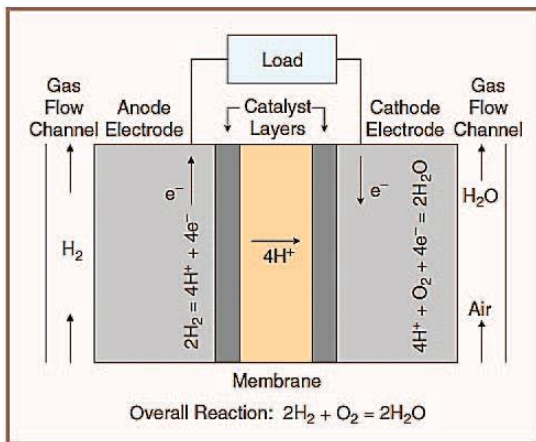 Load
Gas
Flow
Channel
Anode
Electrode
Catalyst
Layers
Cathode
Electrode
Gas
Flow
Channel
e⁻
e⁻
H₂
2H₂ = 4H⁺ + 4e⁻
4H⁺
4H⁺ + O₂ + 4e⁻ = 2H₂O
H₂O
Air
Membrane
Overall Reaction: 2H₂ + O₂ = 2H₂O